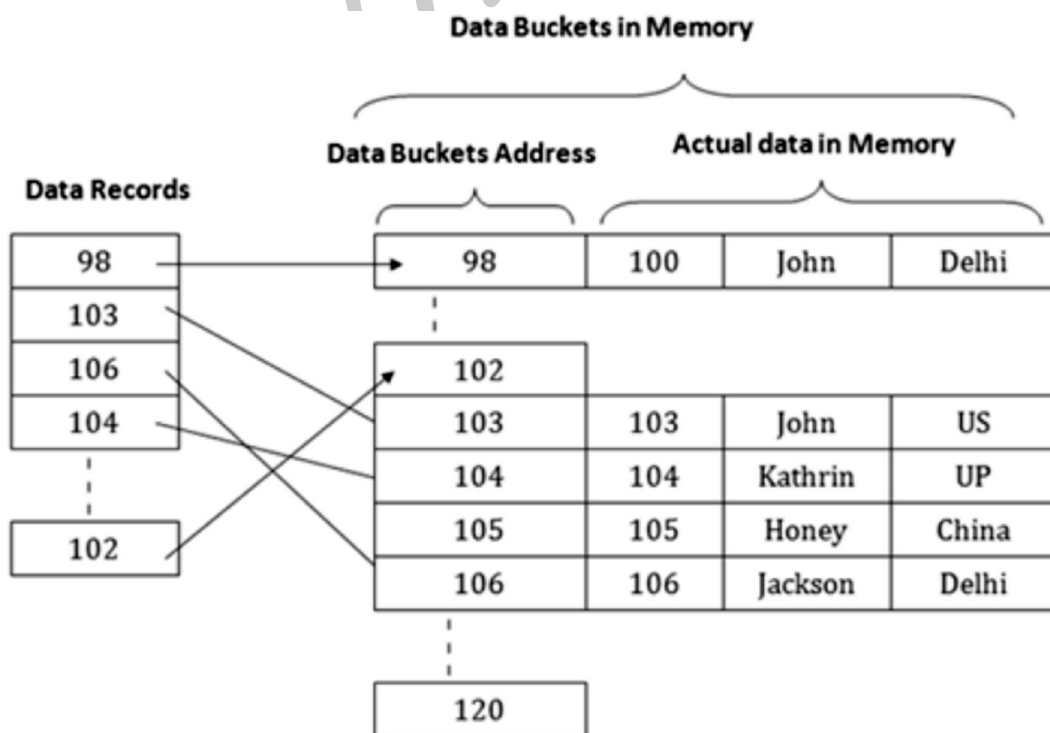 Data Buckets in Memory
Data Buckets Address
Actual data in Memory
Data Records
98
103
106
104
102
98 100 John Delhi
102
103 103 John US
104 104 Kathrin UP
105 105 Honey China
106 106 Jackson Delhi
120